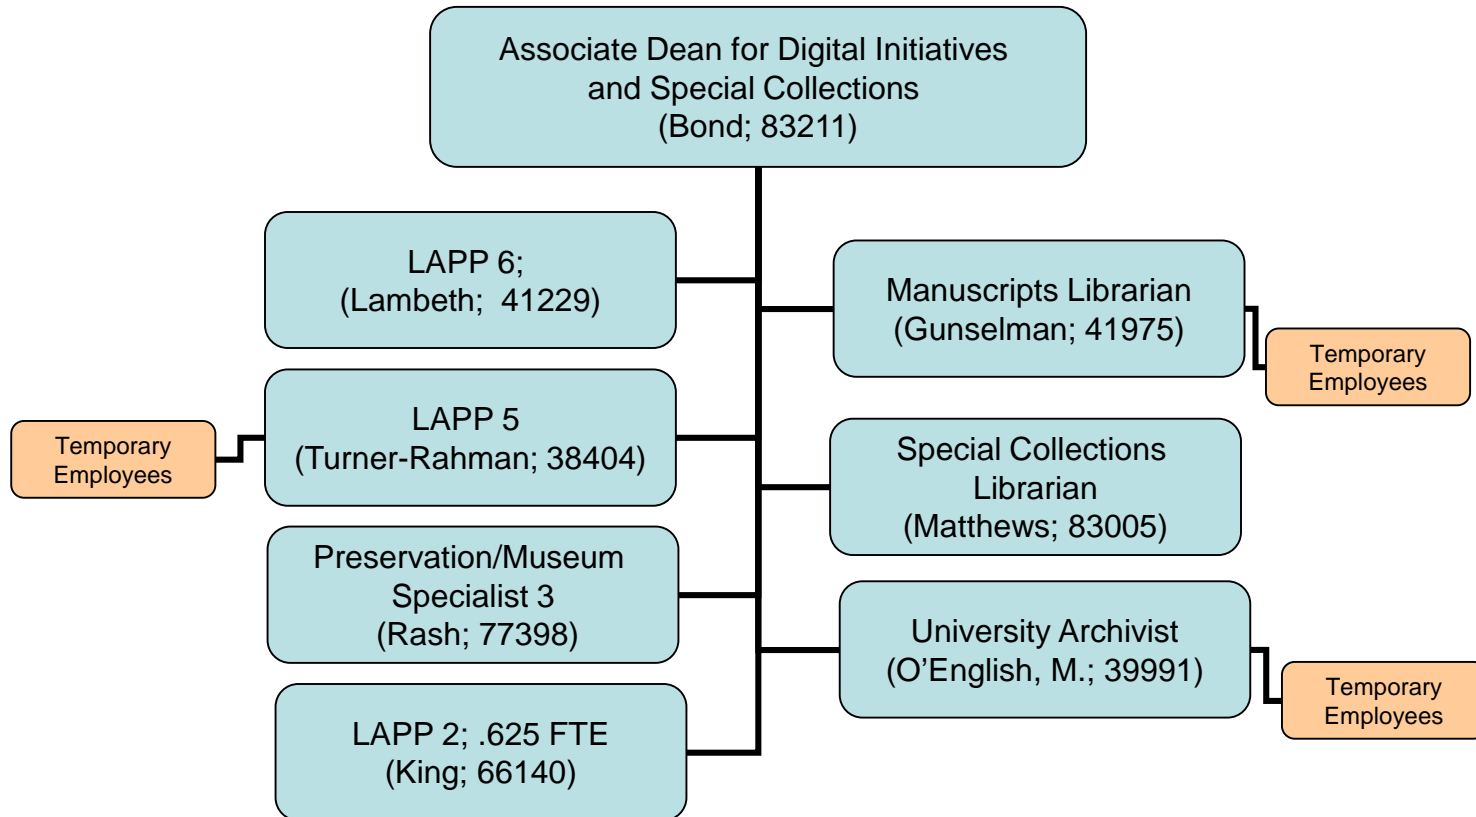 Associate Dean for Digital Initiatives
and Special Collections
(Bond; 83211)
LAPP 6;
(Lambeth;  41229)
Manuscripts Librarian
(Gunselman; 41975)
Temporary
Employees
LAPP 5
(Turner-Rahman; 38404)
Temporary
Employees
Special Collections
Librarian
(Matthews; 83005)
Preservation/Museum
Specialist 3
(Rash; 77398)
University Archivist
(O’English, M.; 39991)
Temporary
Employees
LAPP 2; .625 FTE
(King; 66140)